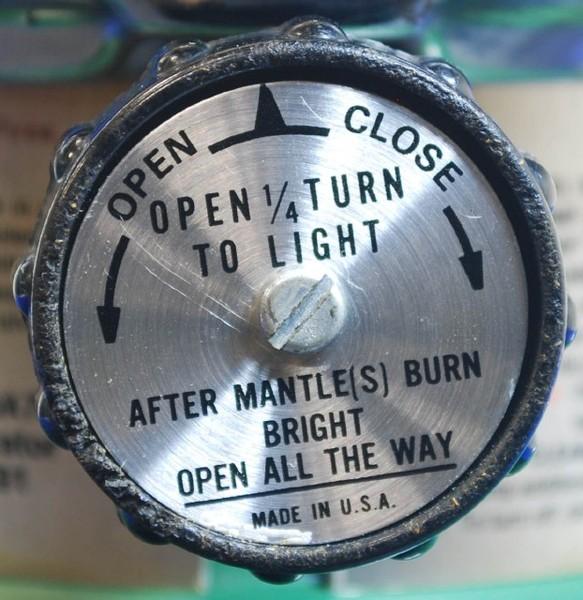 OPEN CLOSE
OPEN 1/4 TURN
TO LIGHT
AFTER MANTLE(S) BURN
BRIGHT
OPEN ALL THE WAY
MADE IN U.S.A.